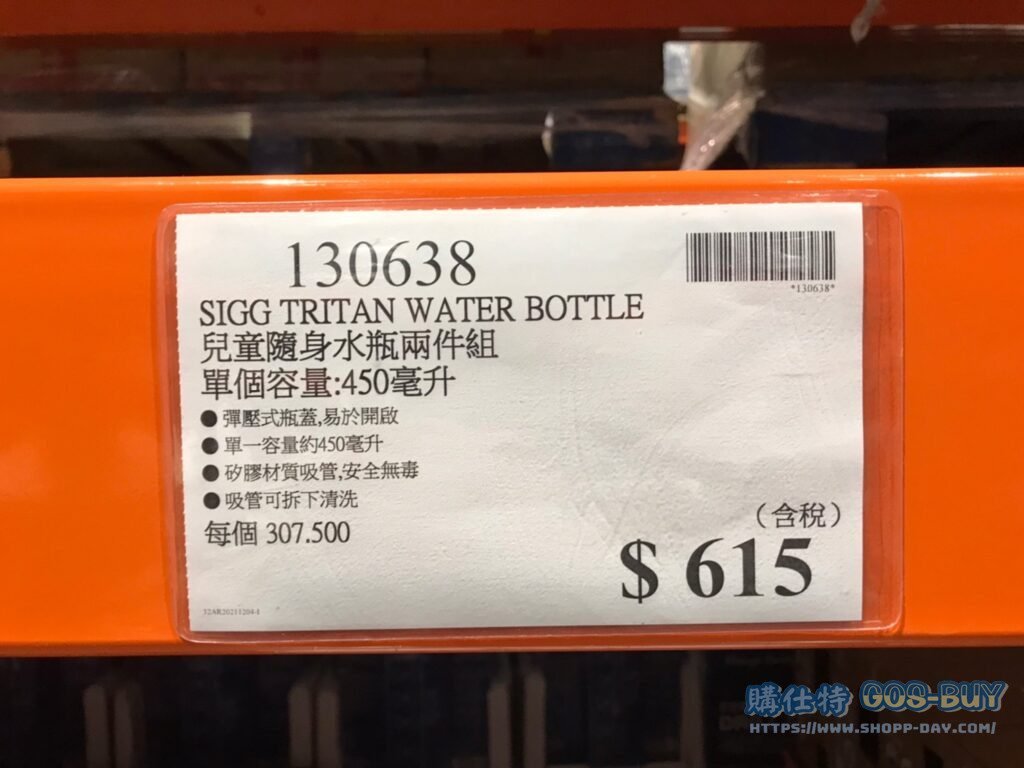 130638
*130638*
SIGG TRITAN WATER BOTTLE
兒童隨身水瓶兩件組
單個容量:450毫升
● 彈壓式瓶蓋,易於開啟
● 單一容量約450毫升
● 矽膠材質吸管,安全無毒
● 吸管可拆下清洗
每個 307.500
(含稅)
$ 615
12AR20211204-1
購仕特 GOS-BUY
HTTPS://WWW.SHOPP-DAY.COM/